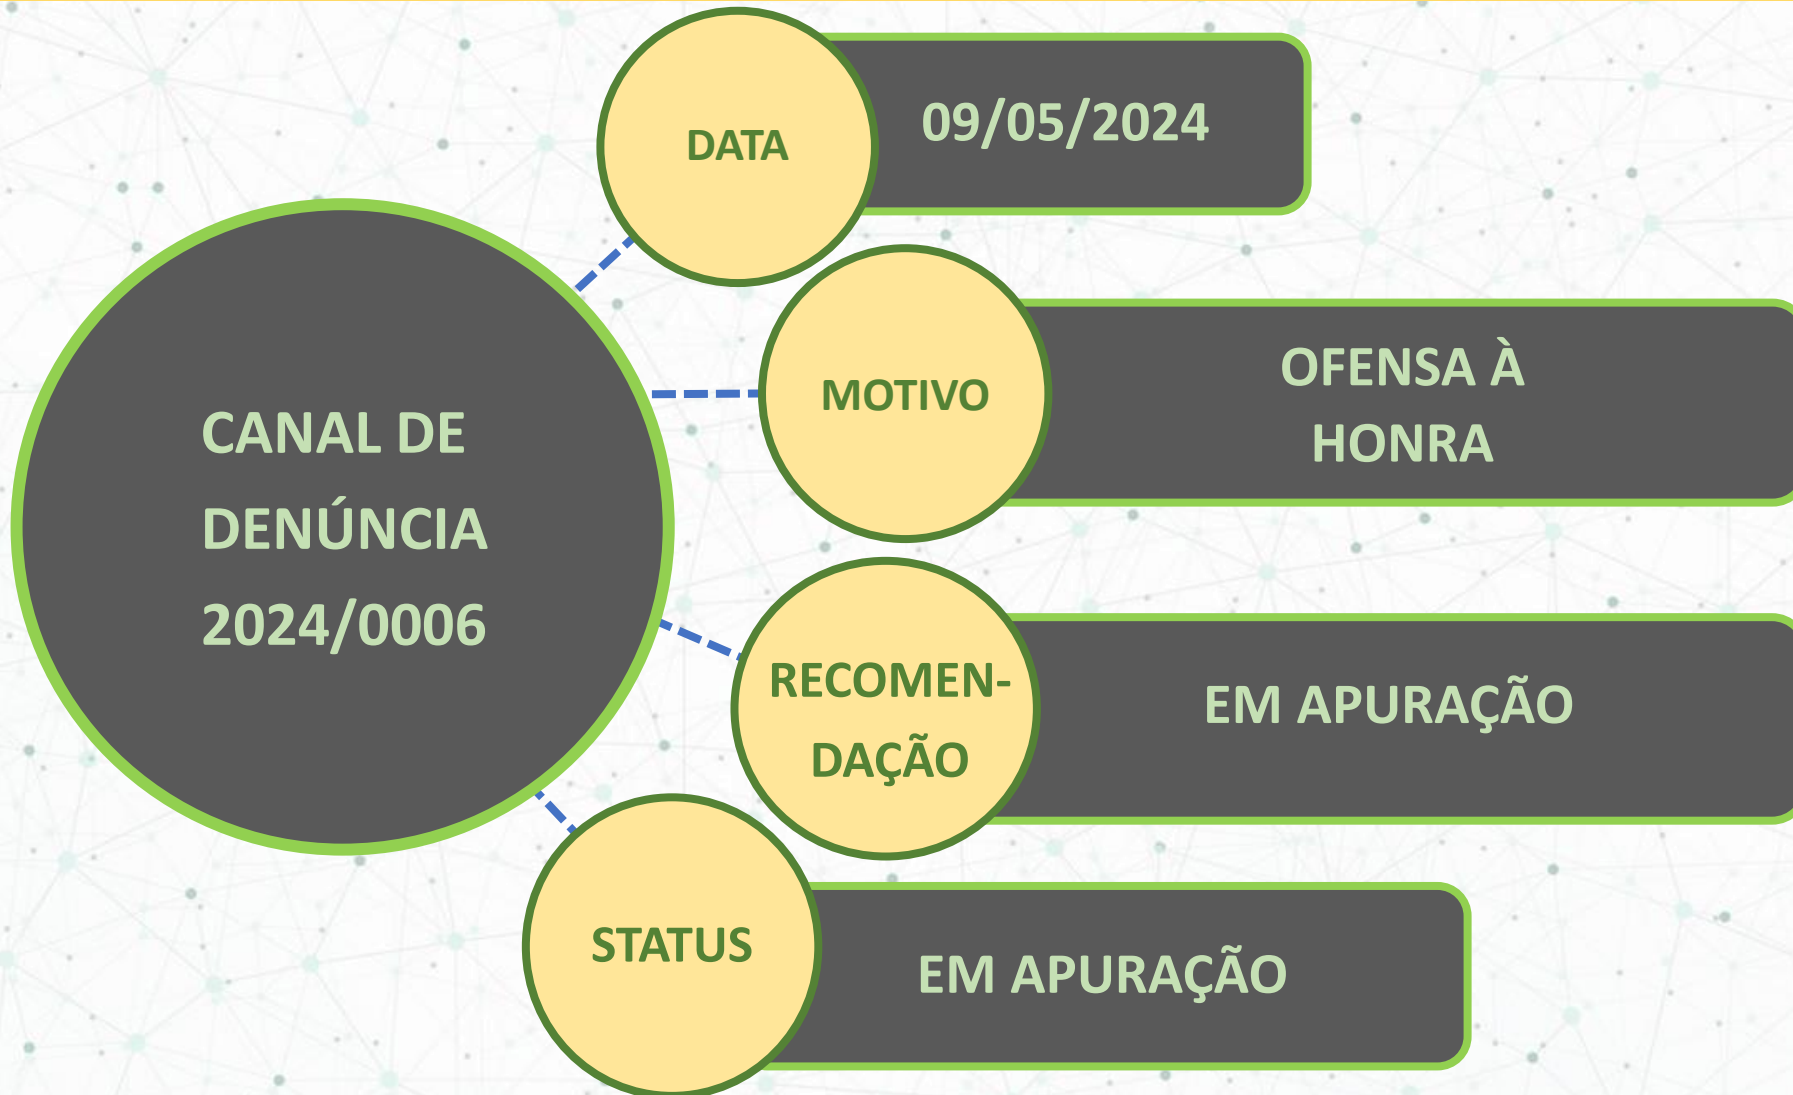 CANAL DE
DENÚNCIA
2024/0006
DATA
09/05/2024
MOTIVO
OFENSA À
HONRA
RECOMEN-
DAÇÃO
EM APURAÇÃO
STATUS
EM APURAÇÃO